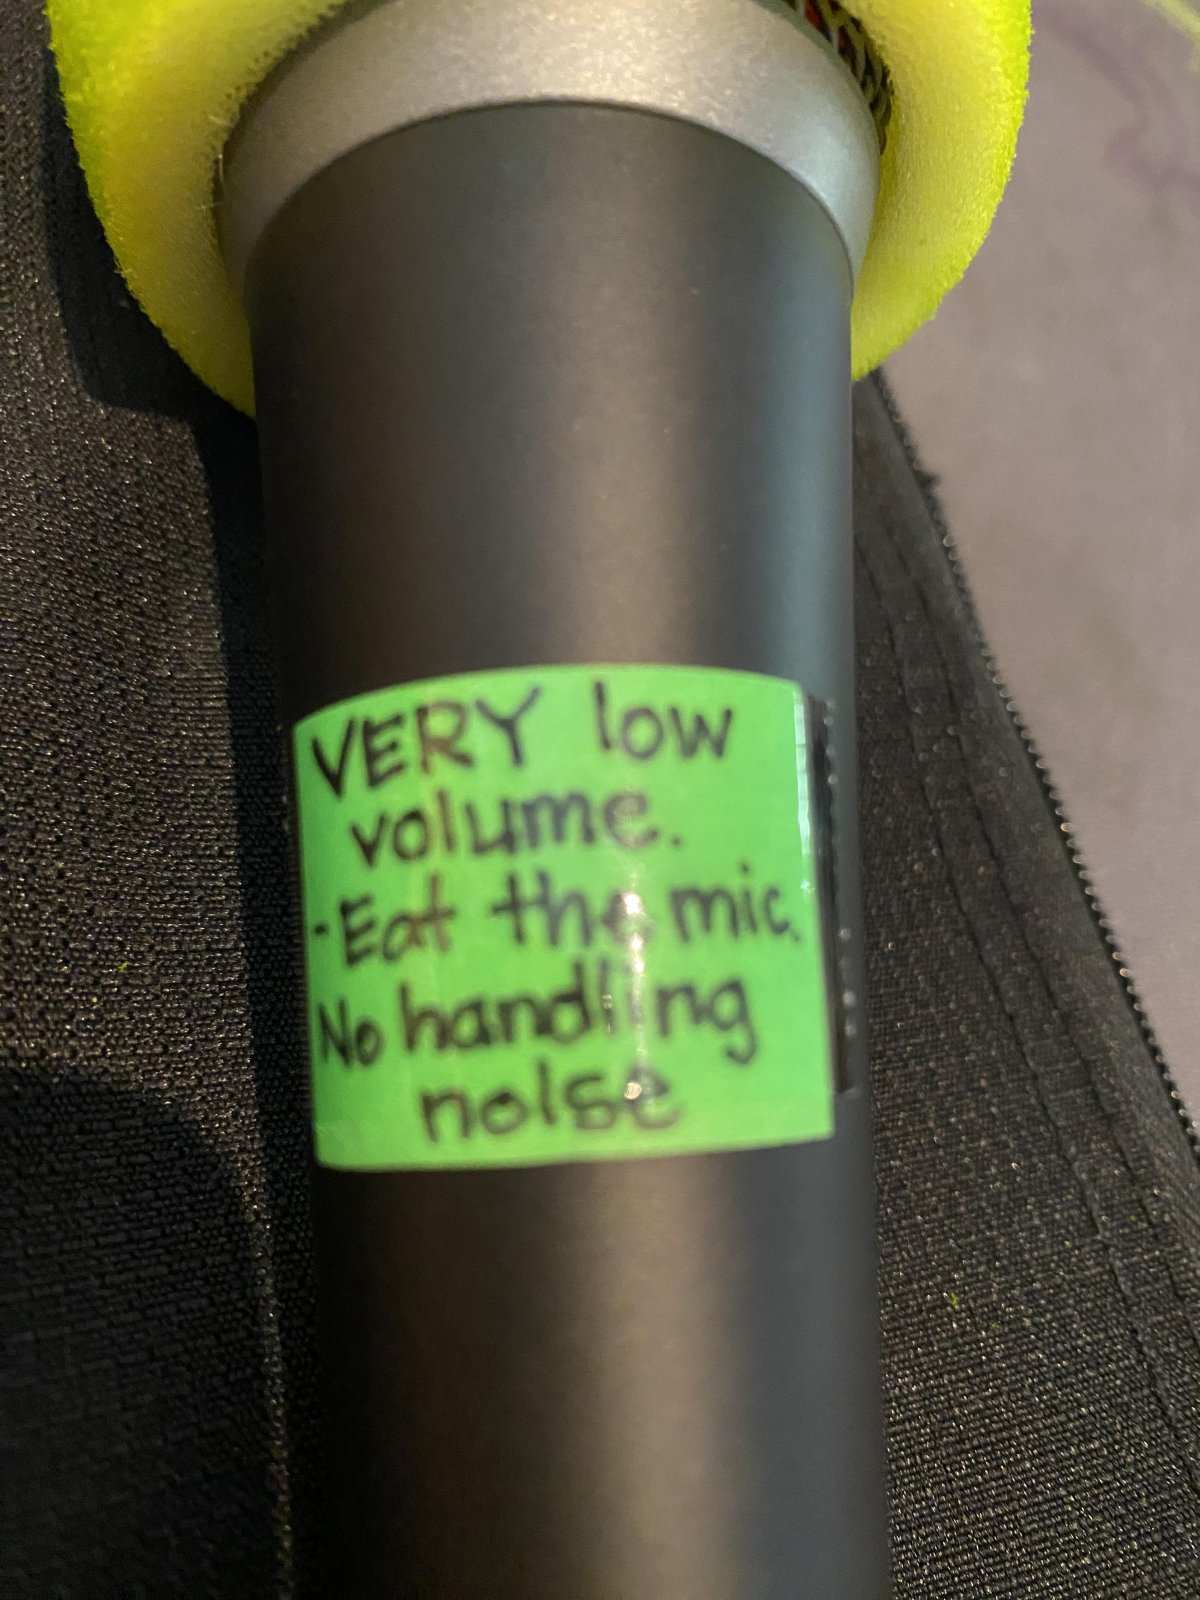 VERY low
volume.
-Eat the mic.
No handling
noise